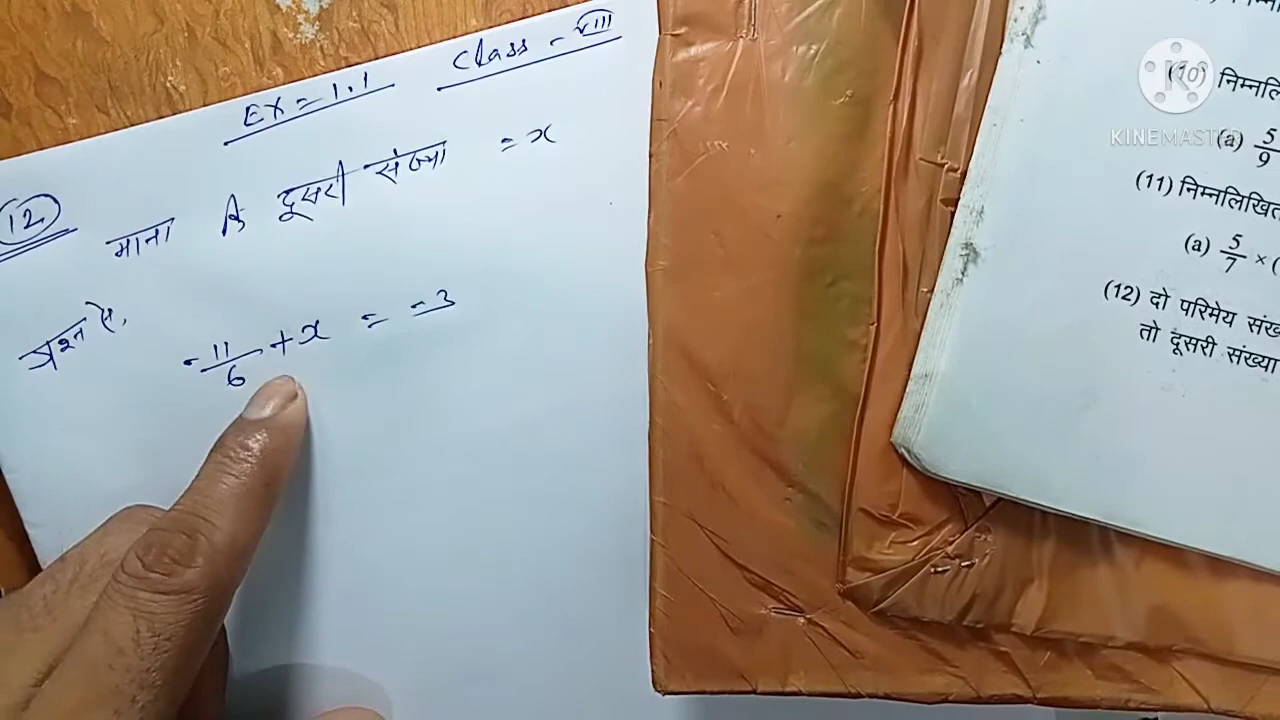 EX = 1.1 Class - VIII
12 माना कि दूसरी संख्या = x
प्रश्न से,
-11/6 + x = -3
(10) निम्नलि
(a) 5/9
(11) निम्नलिखित
(a) 5/7 × (
(12) दो परिमेय संख्
तो दूसरी संख्या
KINEMASTER